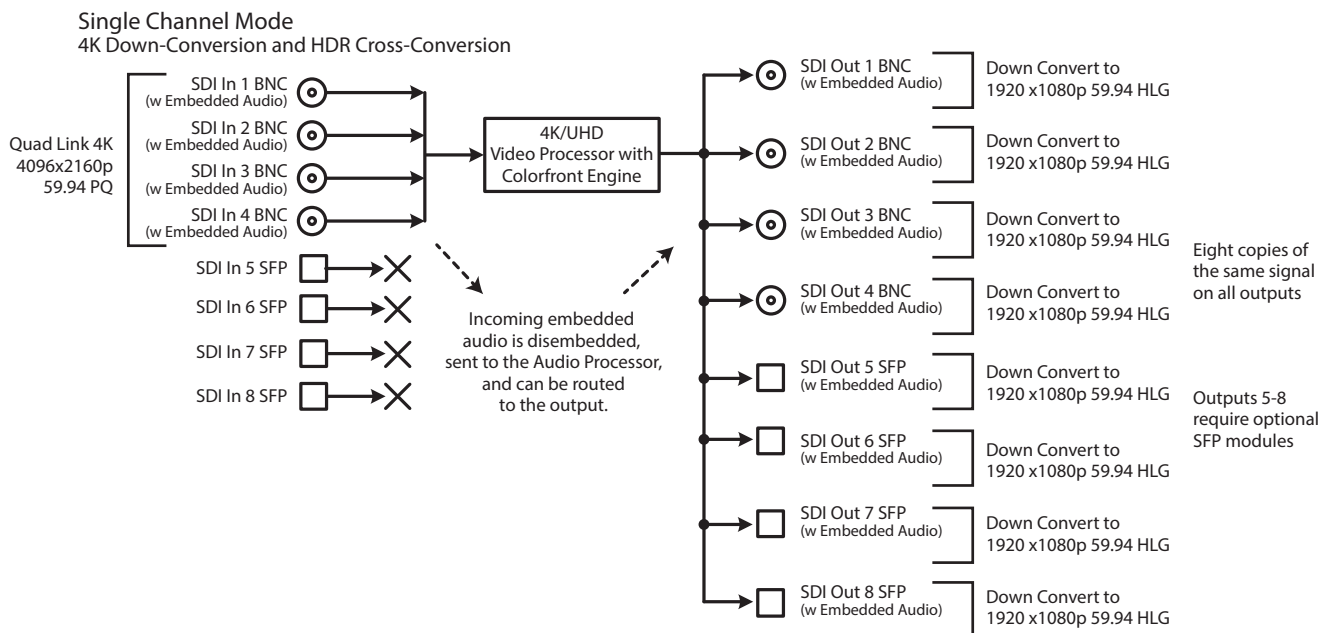 Single Channel Mode
4K Down-Conversion and HDR Cross-Conversion
Quad Link 4K
4096x2160p
59.94 PQ
SDI In 1 BNC
(w Embedded Audio)
SDI In 2 BNC
(w Embedded Audio)
SDI In 3 BNC
(w Embedded Audio)
SDI In 4 BNC
(w Embedded Audio)
SDI In 5 SFP
SDI In 6 SFP
SDI In 7 SFP
SDI In 8 SFP
4K/UHD
Video Processor with
Colorfront Engine
Incoming embedded
audio is disembedded,
sent to the Audio Processor,
and can be routed
to the output.
SDI Out 1 BNC
(w Embedded Audio)
Down Convert to
1920 x1080p 59.94 HLG
SDI Out 2 BNC
(w Embedded Audio)
Down Convert to
1920 x1080p 59.94 HLG
SDI Out 3 BNC
(w Embedded Audio)
Down Convert to
1920 x1080p 59.94 HLG
SDI Out 4 BNC
(w Embedded Audio)
Down Convert to
1920 x1080p 59.94 HLG
SDI Out 5 SFP
(w Embedded Audio)
Down Convert to
1920 x1080p 59.94 HLG
SDI Out 6 SFP
(w Embedded Audio)
Down Convert to
1920 x1080p 59.94 HLG
SDI Out 7 SFP
(w Embedded Audio)
Down Convert to
1920 x1080p 59.94 HLG
SDI Out 8 SFP
(w Embedded Audio)
Down Convert to
1920 x1080p 59.94 HLG
Eight copies of
the same signal
on all outputs
Outputs 5-8
require optional
SFP modules